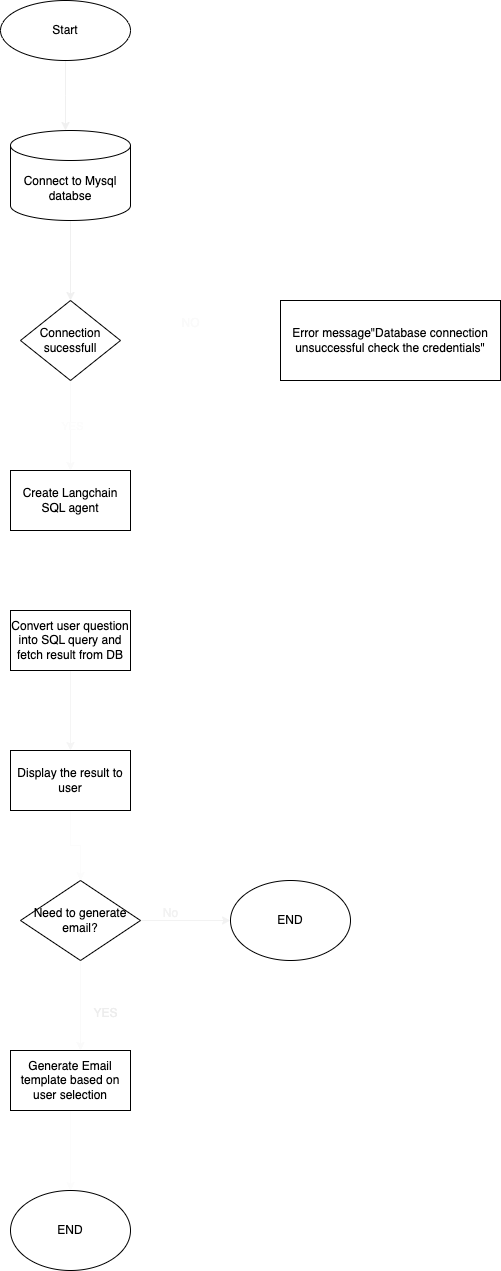 Start
Connect to Mysql
databse
Connection
sucessfull
NO
Error message"Database connection
unsuccessful check the credentials"
Create Langchain
SQL agent
Convert user question
into SQL query and
fetch result from DB
Display the result to
user
Need to generate
email?
No
END
YES
Generate Email
template based on
user selection
END